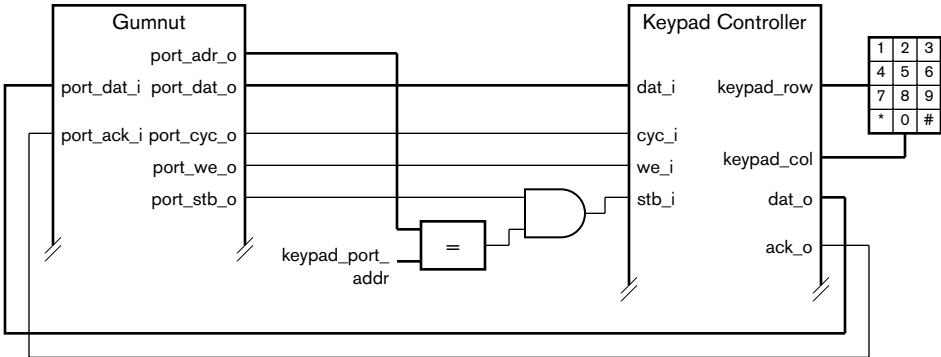 Gumnut
Keypad Controller
port_adr_o
port_dat_i port_dat_o
dat_i
keypad_row
port_ack_i port_cyc_o
cyc_i
port_we_o
we_i
keypad_col
port_stb_o
stb_i
dat_o
ack_o
=
keypad_port_
addr
1 2 3
4 5 6
7 8 9
* 0 #